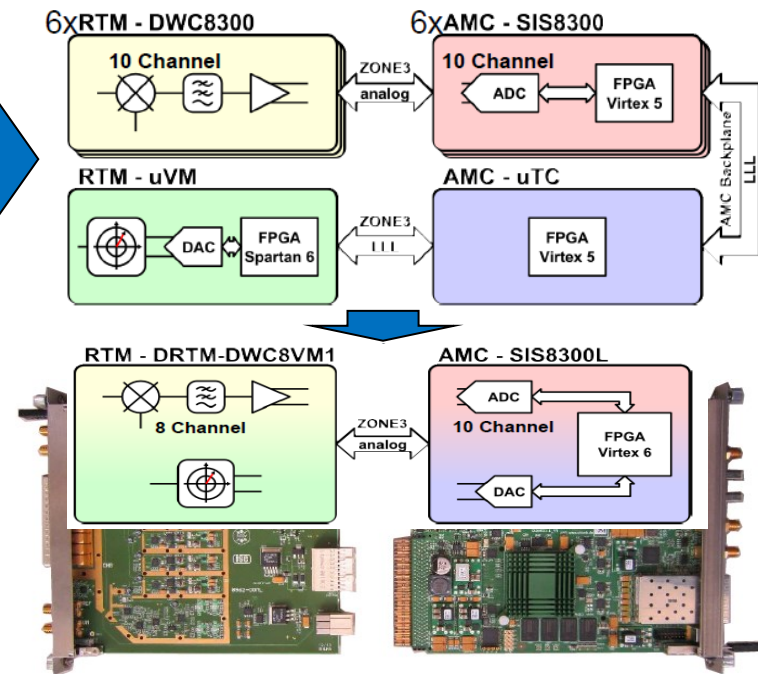 6xRTM - DWC8300
6xAMC - SIS8300
10 Channel
ZONE3
analog
10 Channel
ADC
FPGA
Virtex 5
AMC Backplane
LLL
RTM - uVM
AMC - uTC
DAC
FPGA
Spartan 6
ZONE3
LLL
FPGA
Virtex 5
RTM - DRTM-DWC8VM1
AMC - SIS8300L
8 Channel
ZONE3
analog
ADC
10 Channel
FPGA
Virtex 6
DAC